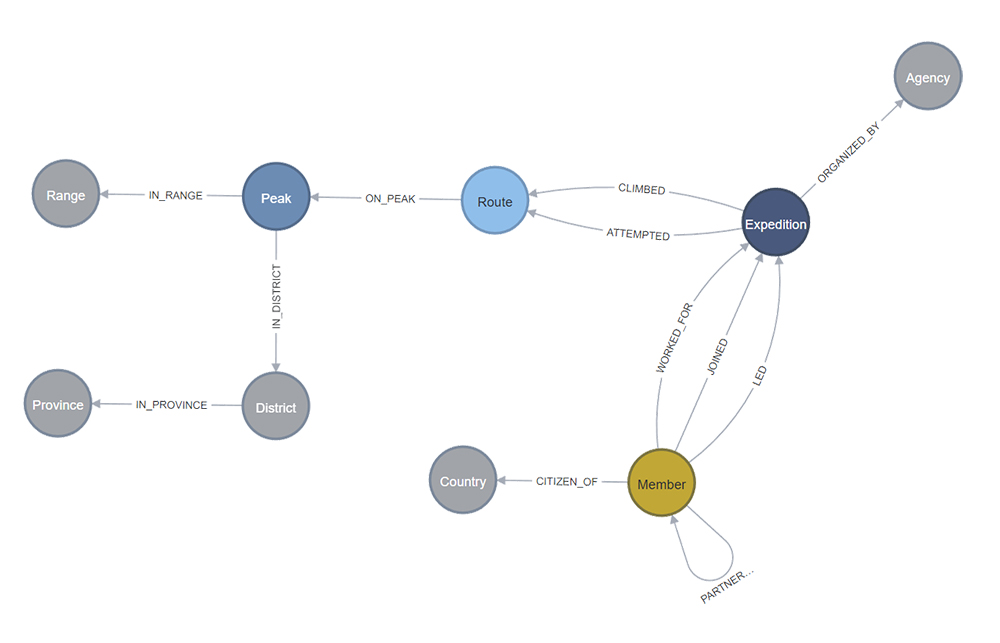 Agency
ORGANIZED_BY
Range
IN_RANGE
Peak
ON_PEAK
Route
CLIMBED
ATTEMPTED
Expedition
IN_DISTRICT
WORKED_FOR
JOINED
LED
Province
IN_PROVINCE
District
Country
CITIZEN_OF
Member
PARTNER...